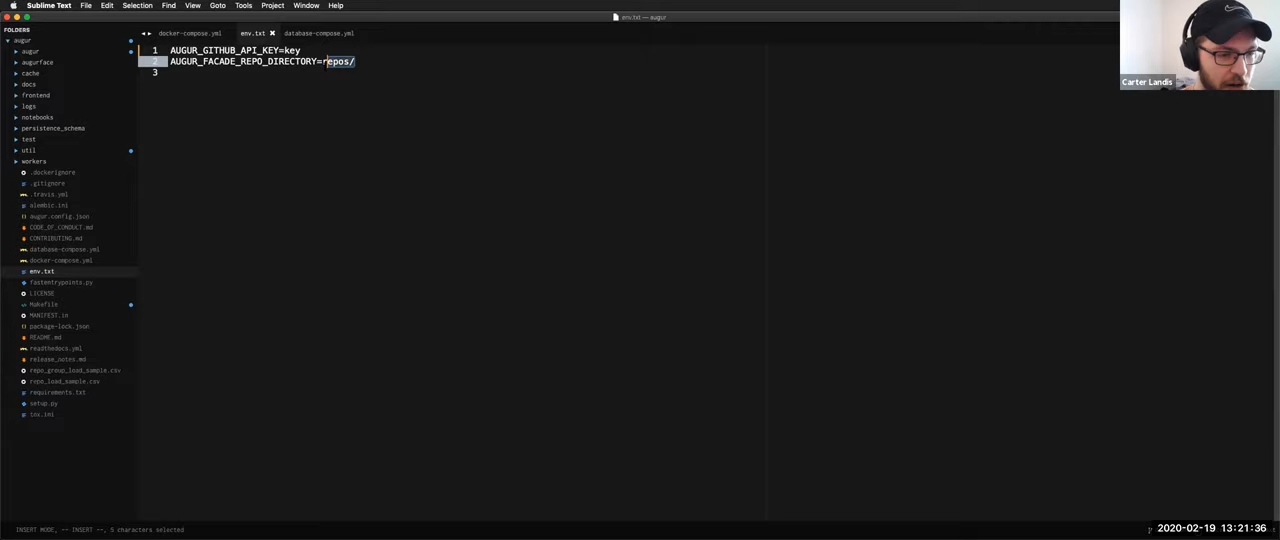 Sublime Text File Edit Selection Find View Goto Tools Project Window Help
env.txt — augur
FOLDERS
docker-compose.yml env.txt database-compose.yml
augur
augur
augurface
cache
docs
frontend
logs
notebooks
persistence_schema
test
util
workers
.dockerignore
.gitignore
.travis.yml
alembic.ini
augur.config.json
CODE_OF_CONDUCT.md
CONTRIBUTING.md
database-compose.yml
docker-compose.yml
env.txt
fastentrypoints.py
LICENSE
Makefile
MANIFEST.in
package-lock.json
README.md
readthedocs.yml
release_notes.md
repo_group_load_sample.csv
repo_load_sample.csv
requirements.txt
setup.py
tox.ini
1 AUGUR_GITHUB_API_KEY=key
2 AUGUR_FACADE_REPO_DIRECTORY=repos/
3
Carter Landis
INSERT MODE, -- INSERT --, 5 characters selected
2020-02-19 13:21:36